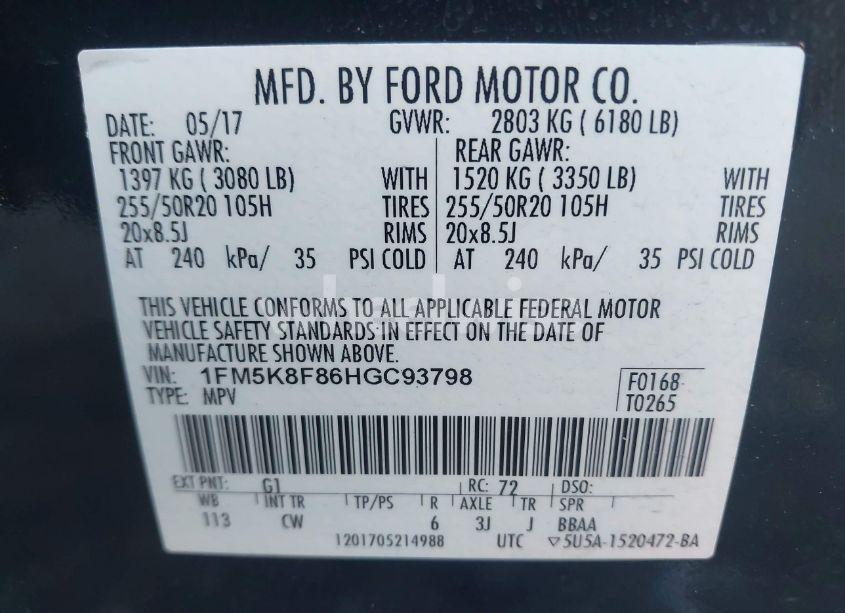 MFD. BY FORD MOTOR CO.
DATE: 05/17 GVWR: 2803 KG ( 6180 LB)
FRONT GAWR: REAR GAWR:
1397 KG ( 3080 LB) WITH 1520 KG ( 3350 LB) WITH
255/50R20 105H TIRES 255/50R20 105H TIRES
20x8.5J RIMS 20x8.5J RIMS
AT 240 kPa/ 35 PSI COLD AT 240 kPa/ 35 PSI COLD
THIS VEHICLE CONFORMS TO ALL APPLICABLE FEDERAL MOTOR
VEHICLE SAFETY STANDARDS IN EFFECT ON THE DATE OF
MANUFACTURE SHOWN ABOVE.
VIN: 1FM5K8F86HGC93798
TYPE: MPV
F0168
T0265
EXT PNT: G1 RC: 72 DSO:
WB INT TR TP/PS R AXLE TR SPR
113 CW 6 3J J BBAA
1201705214988 UTC ▽5U5A-1520472-BA